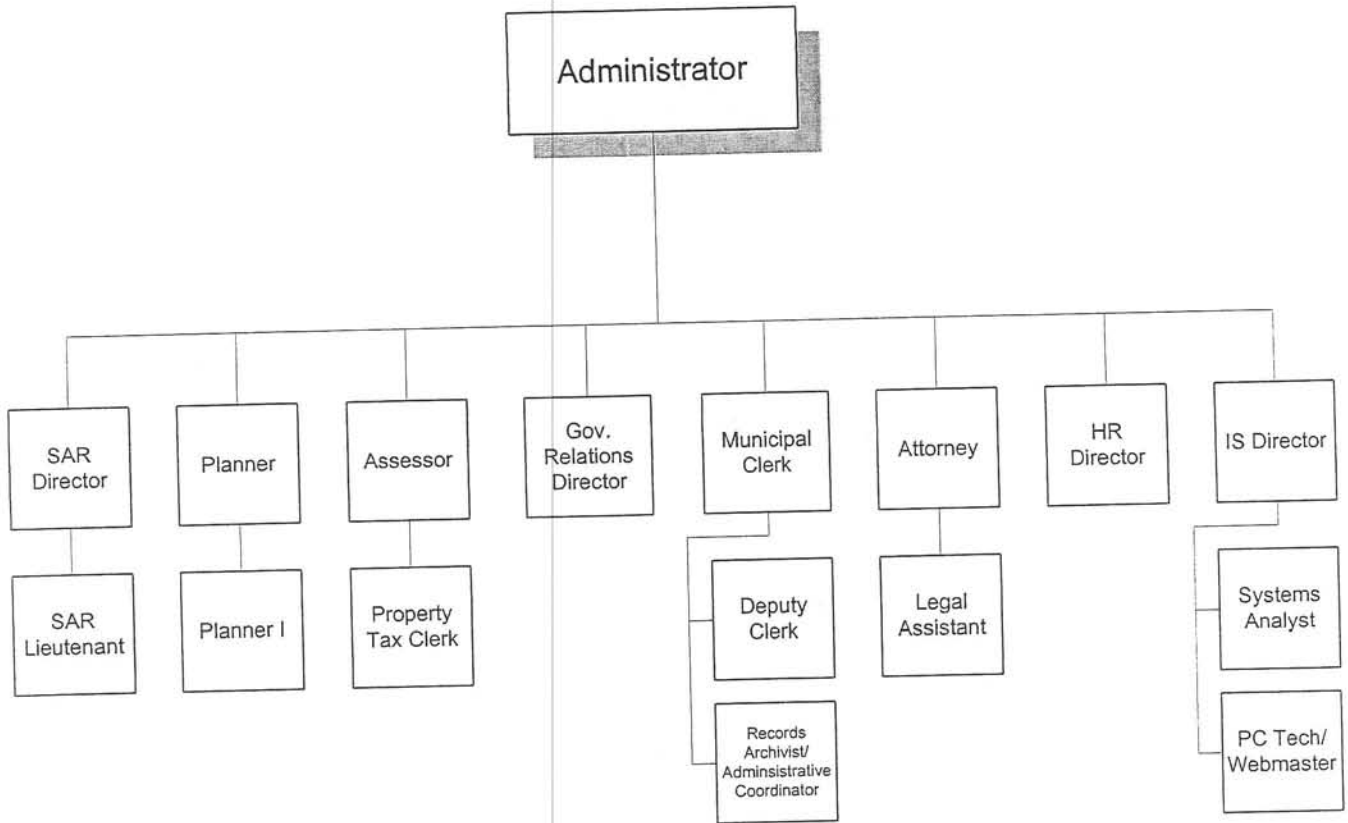 Administrator
SAR
Director
Planner
Assessor
Gov.
Relations
Director
Municipal
Clerk
Attorney
HR
Director
IS Director
SAR
Lieutenant
Planner I
Property
Tax Clerk
Deputy
Clerk
Legal
Assistant
Systems
Analyst
Records
Archivist/
Adminsistrative
Coordinator
PC Tech/
Webmaster